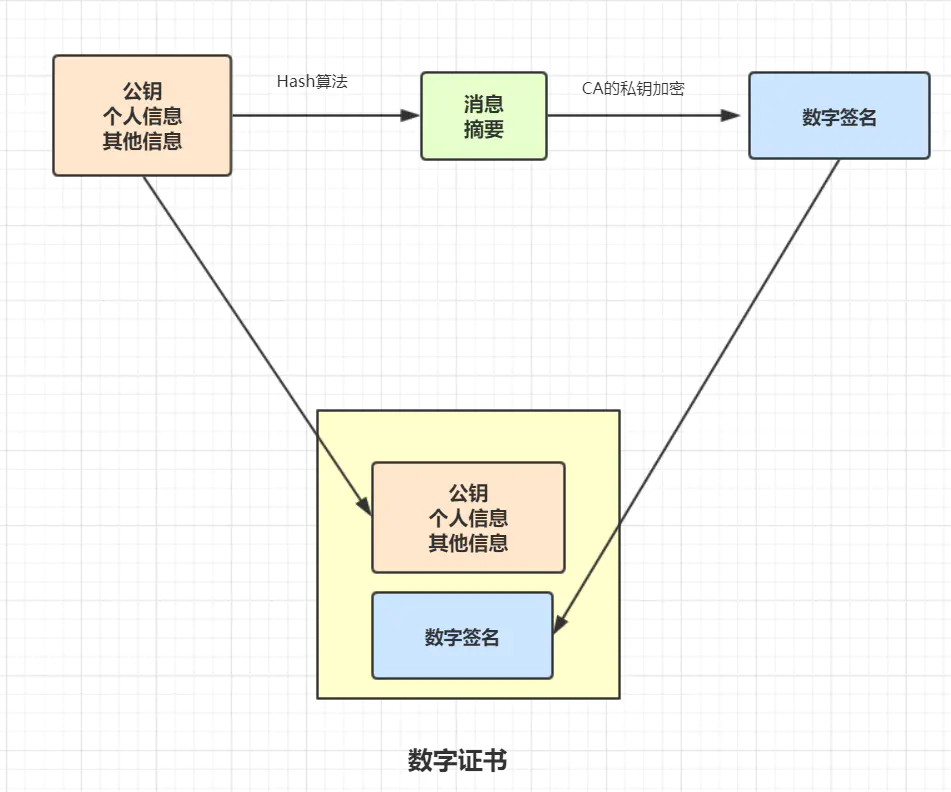 公钥
个人信息
其他信息
Hash算法
消息
摘要
CA的私钥加密
数字签名
公钥
个人信息
其他信息
数字签名
数字证书